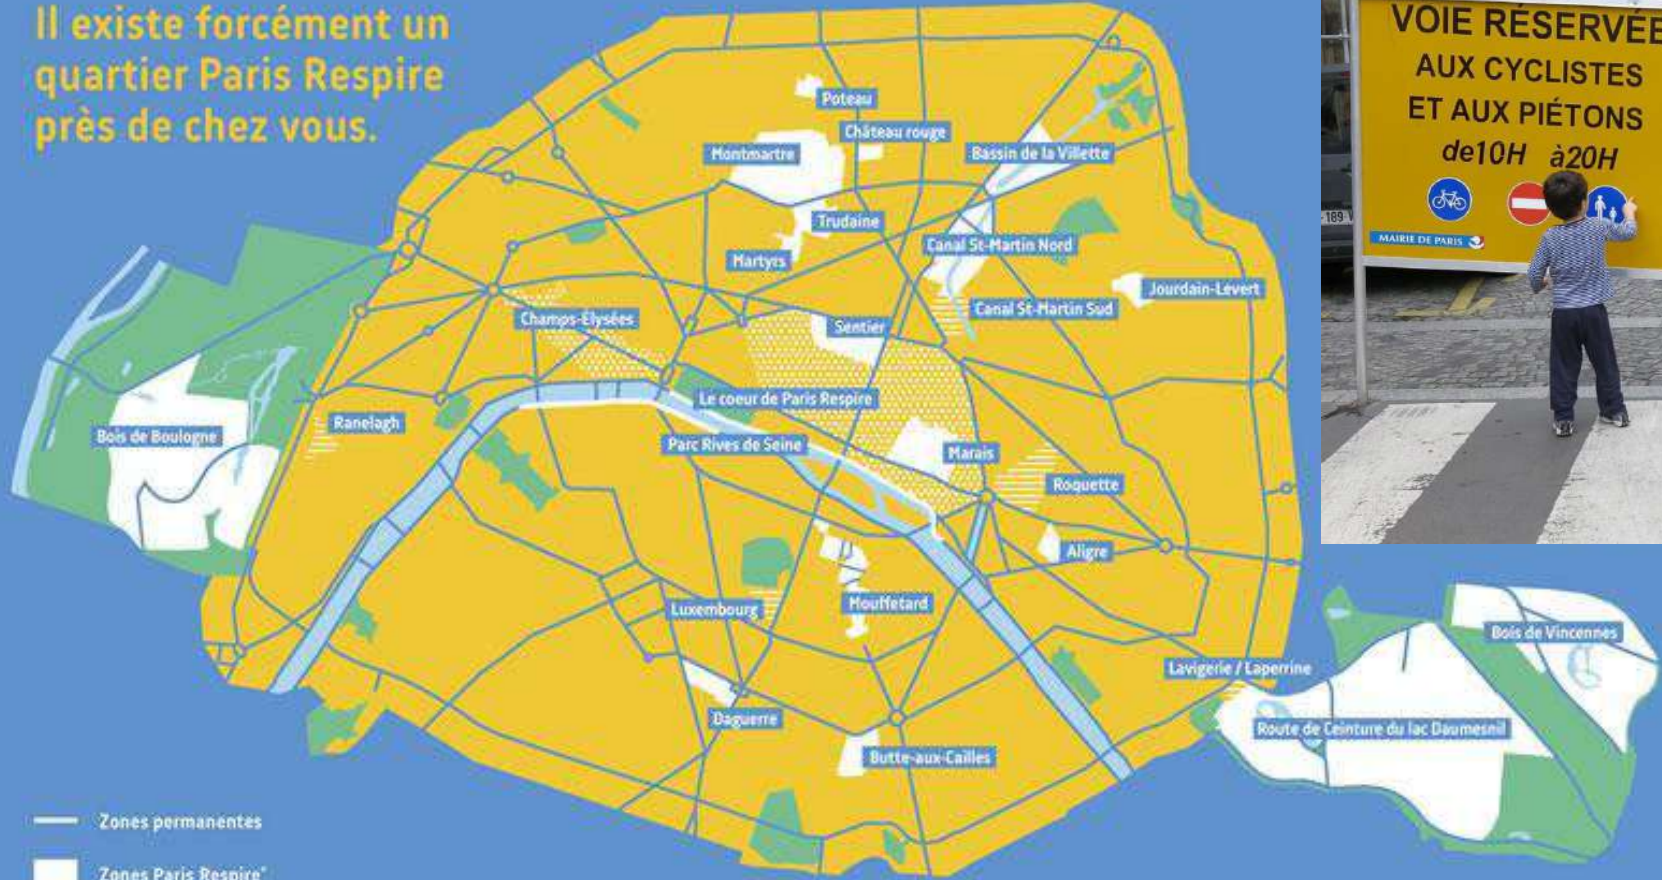 Il existe forcément un
quartier Paris Respire
près de chez vous.
Poteau
Château rouge
Montmartre
Bassin de la Villette
Trudaine
Canal St-Martin Nord
Martyrs
Jourdain-Levert
Canal St-Martin Sud
Champs-Elysées
Sentier
Le coeur de Paris Respire
Ranelagh
Bois de Boulogne
Parc Rives de Seine
Marais
Roquette
Aligre
Luxembourg
Mouffetard
Bois de Vincennes
Lavigerie / Laperrine
Daguerre
Route de Ceinture du lac Daumesnil
Butte-aux-Cailles
Zones permanentes
Zones Paris Respire*
VOIE RÉSERVÉE
AUX CYCLISTES
ET AUX PIÉTONS
de 10H à 20H
MAIRIE DE PARIS
189